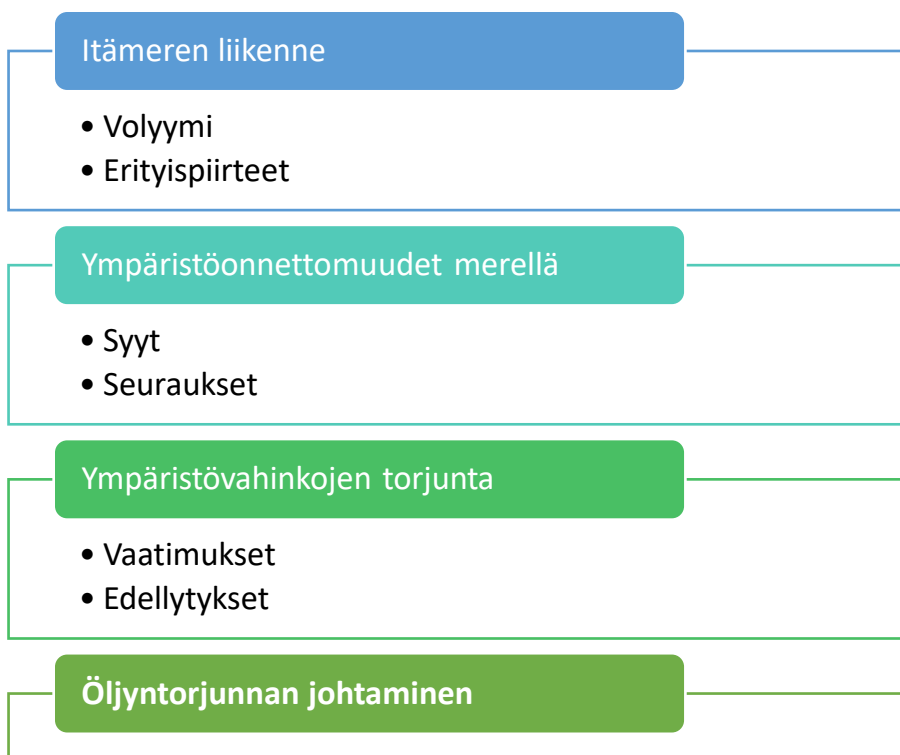 Itämeren liikenne
• Volyymi
• Erityispiirteet
Ympäristöonnettomuudet merellä
• Syyt
• Seuraukset
Ympäristövahinkojen torjunta
• Vaatimukset
• Edellytykset
Öljyntorjunnan johtaminen